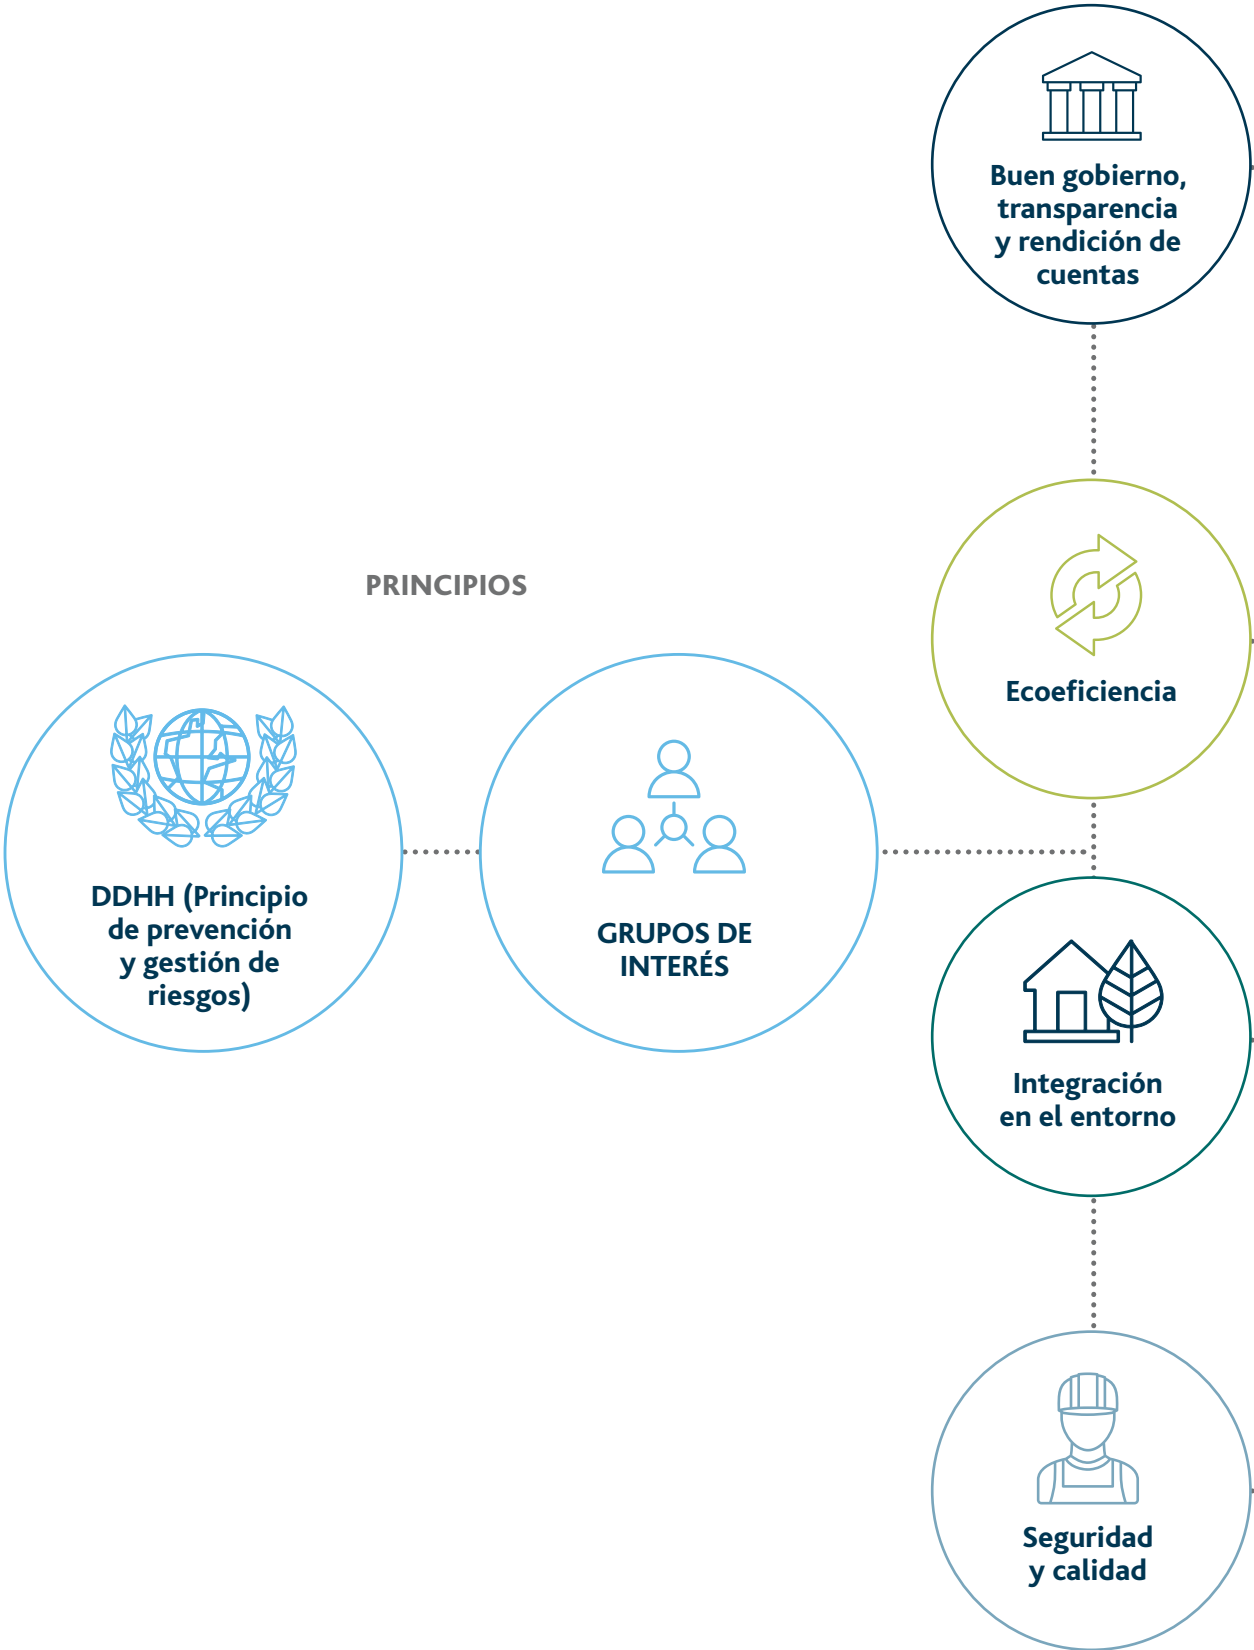 PRINCIPIOS
DDHH (Principio
de prevención
y gestión de
riesgos)
GRUPOS DE
INTERÉS
Buen gobierno,
transparencia
y rendición de
cuentas
Ecoeficiencia
Integración
en el entorno
Seguridad
y calidad